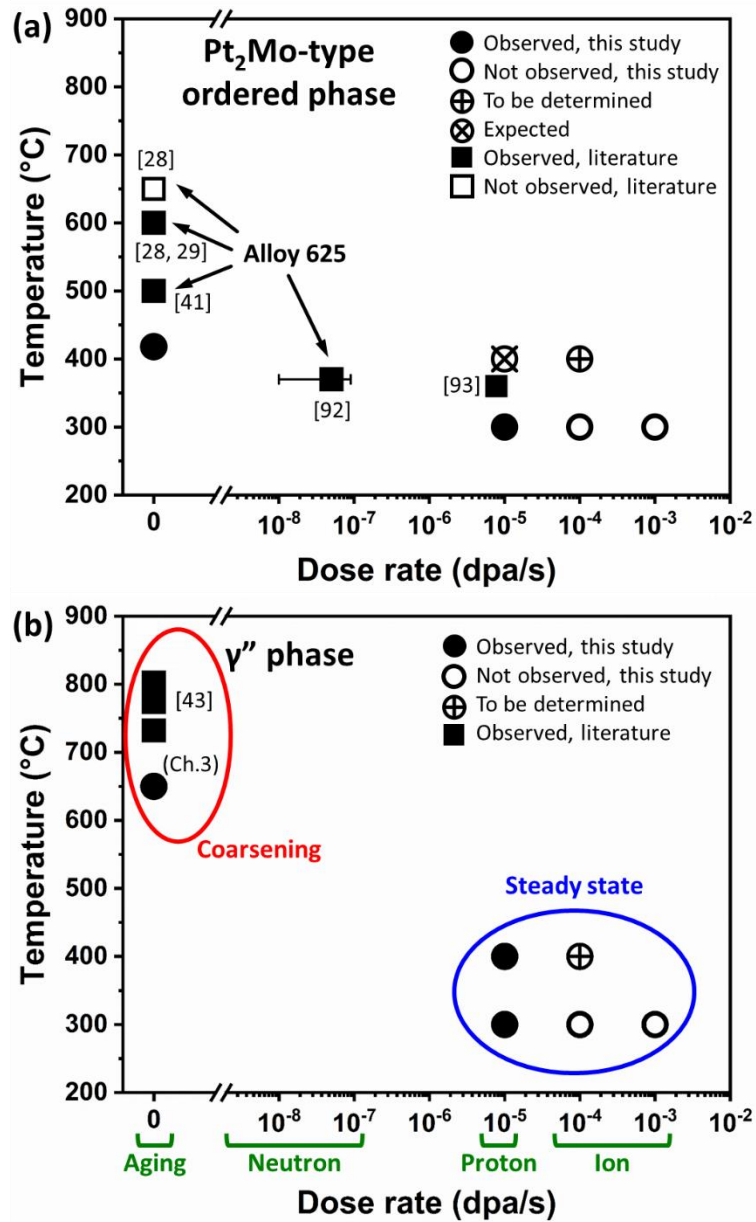 (a)
Pt₂Mo-type
ordered phase
Observed, this study
Not observed, this study
To be determined
Expected
Observed, literature
Not observed, literature
900
800
700
600
500
400
300
200
Temperature (°C)
[28]
[28, 29]
[41]
Alloy 625
[92]
[93]
0
10⁻⁸
10⁻⁷
10⁻⁶
10⁻⁵
10⁻⁴
10⁻³
10⁻²
Dose rate (dpa/s)
(b)
γ” phase
Observed, this study
Not observed, this study
To be determined
Observed, literature
900
800
700
600
500
400
300
200
Temperature (°C)
[43]
(Ch.3)
Coarsening
Steady state
0
10⁻⁸
10⁻⁷
10⁻⁶
10⁻⁵
10⁻⁴
10⁻³
10⁻²
Aging
Neutron
Proton
Ion
Dose rate (dpa/s)